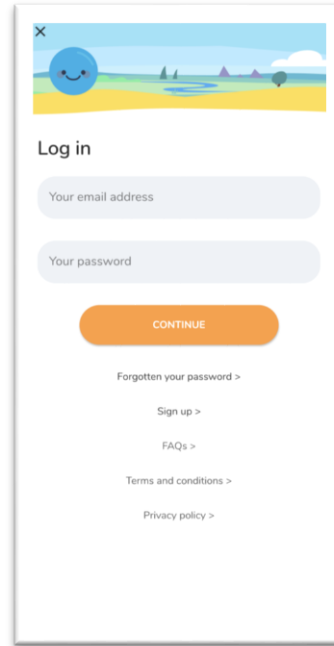 Log in
Your email address
Your password
CONTINUE
Forgotten your password >
Sign up >
FAQs >
Terms and conditions >
Privacy policy >